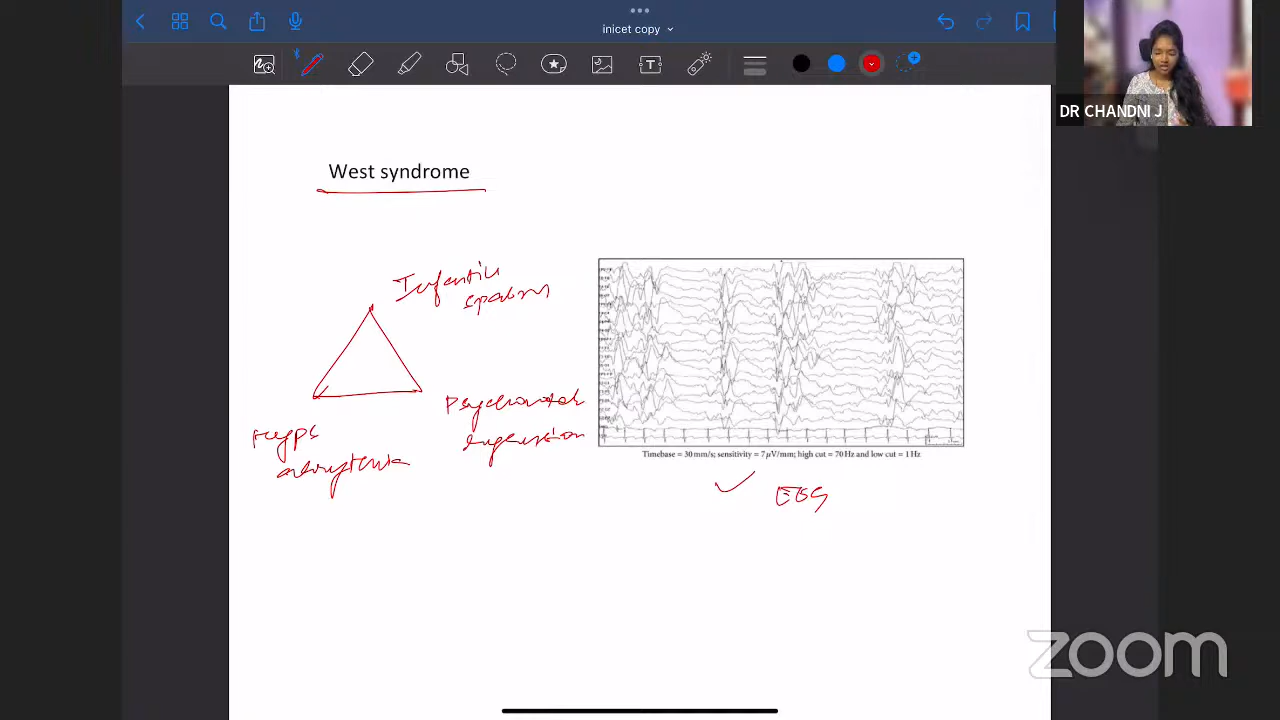 inicet copy
DR CHANDNI J
West syndrome
Infantile
spasms
Psychomotor
regression
Hyps
arrhythmia
Timebase = 30 mm/s; sensitivity = 7 μV/mm; high cut = 70 Hz and low cut = 1 Hz
EEG
zoom